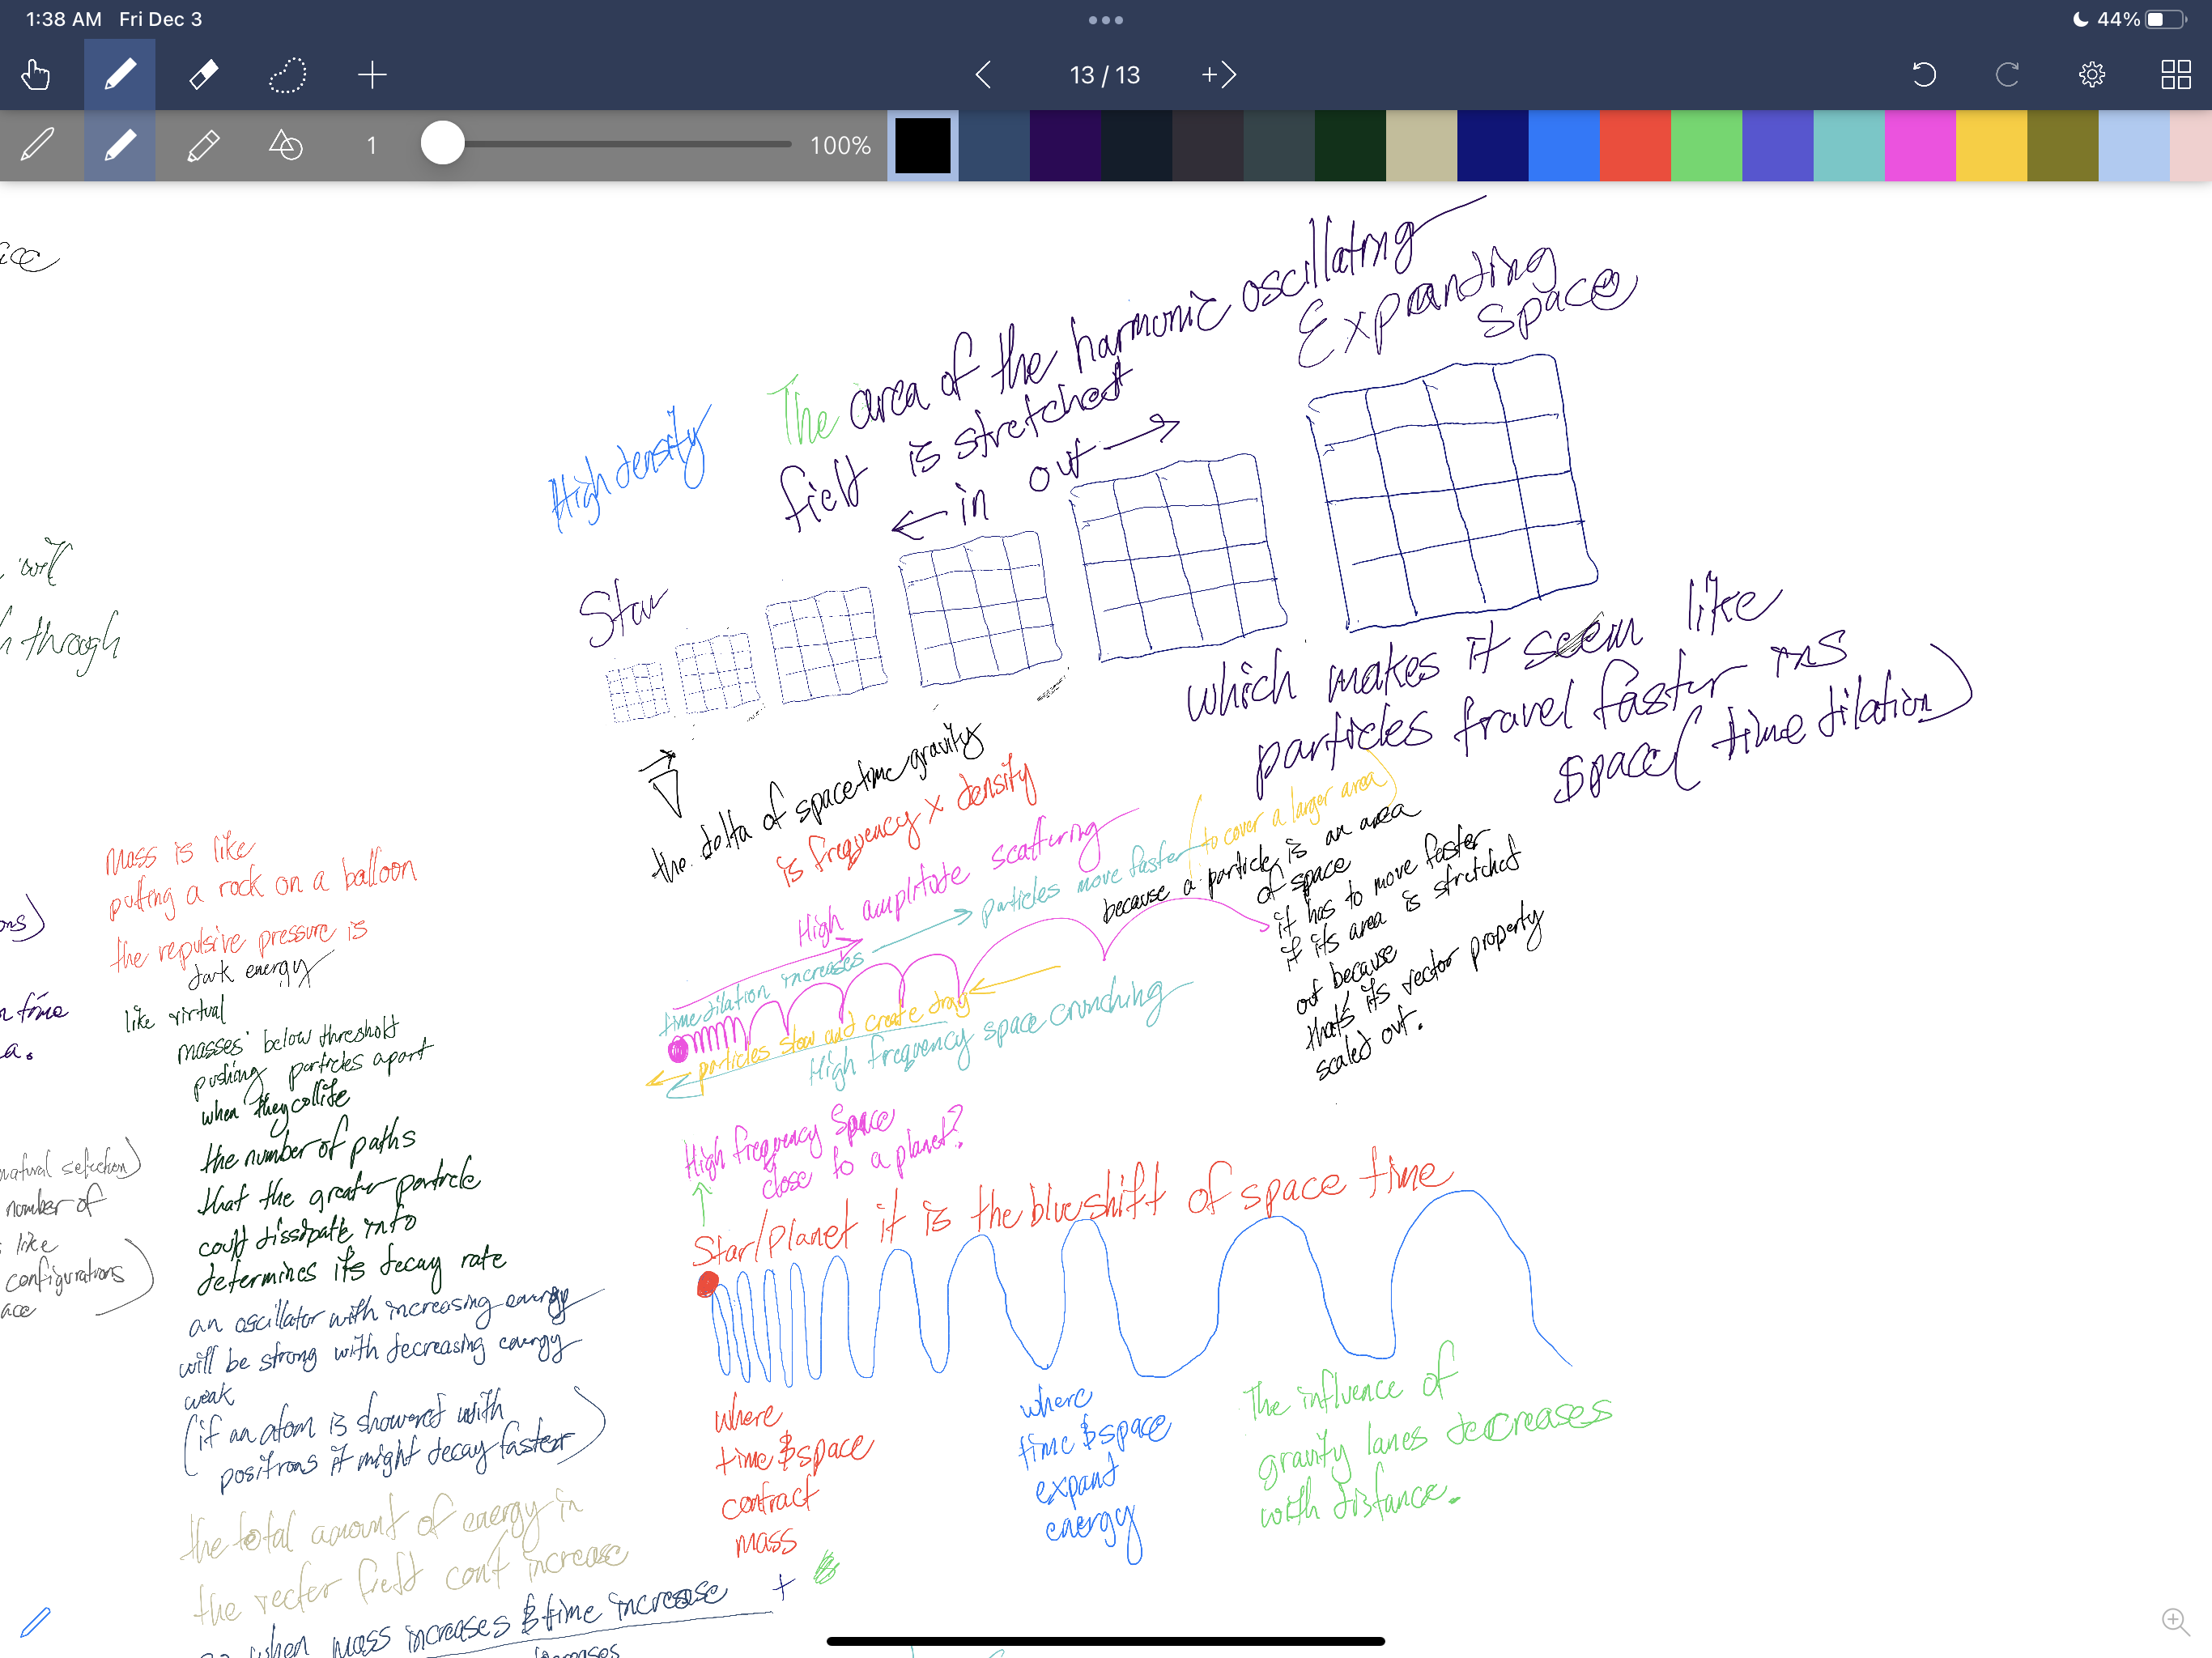 1:38 AM Fri Dec 3
44%
13 / 13
1
100%
will
through
ons)
n time
a.
natural selection)
number of
like
configurations
ace
The area of the harmonic oscillating
field is stretched
← in out →
Expanding
Space
High density
Star
which makes it seem like
particles travel faster ins
space (time dilation)
the delta of spacetime gravity
is frequency x density
High amplitude scattering
time dilation increases → particles move faster (to cover a larger area)
because a particle is an area
of space
it has to move faster
if its area is stretched
out because
that's its vector property
scaled out.
particles slow and create drag
High frequency space crunching
High frequency Space
close to a planet?
Star/Planet it is the blueshift of space time
where
time & space
contract
mass
+
where
time & space
expand
energy
The influence of
gravity lanes decreases
with distance.
mass is like
putting a rock on a balloon
the repulsive pressure is
dark energy
like virtual
masses below threshold
pushing particles apart
when they collide
the number of paths
that the greater particle
could dissipate into
determines its decay rate
an oscillator with increasing energy
will be strong with decreasing energy
weak
(if an atom is showered with
positrons it might decay faster)
the total amount of energy in
the vector field cont increase
when mass increases & time increase